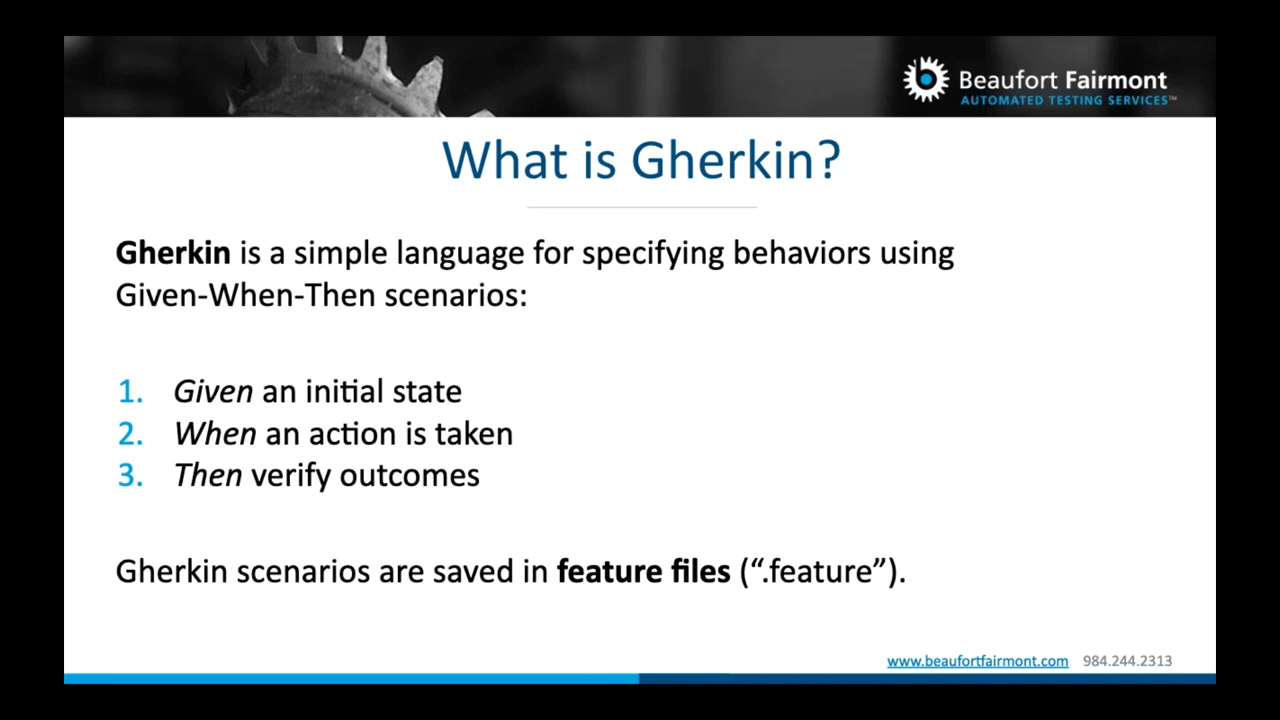 Beaufort Fairmont
AUTOMATED TESTING SERVICES™
What is Gherkin?
Gherkin is a simple language for specifying behaviors using
Given-When-Then scenarios:
1. Given an initial state
2. When an action is taken
3. Then verify outcomes
Gherkin scenarios are saved in feature files (“.feature”).
www.beaufortfairmont.com 984.244.2313